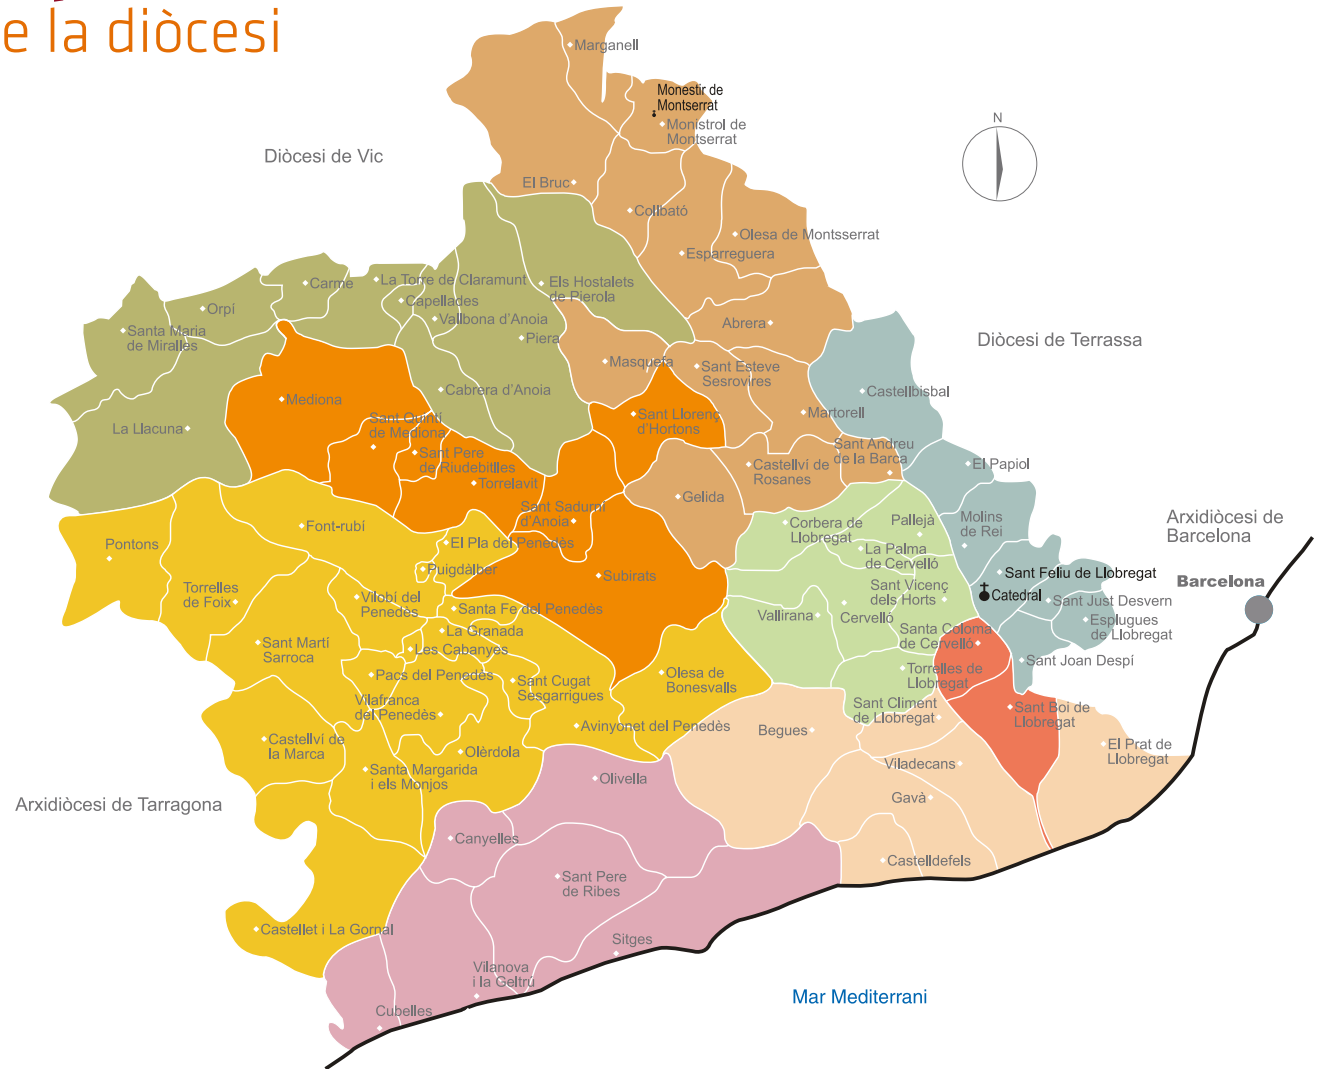 e la diòcesi
Marganell
Monestir de
Montserrat
Monistrol de
Montserrat
N
Diòcesi de Vic
El Bruc
Collbató
Olesa de Montsserrat
Esparreguera
La Torre de Claramunt
Carme
Els Hostalets
de Pierola
Capellades
Orpí
Vallbona d'Anoia
Santa Maria
de Miralles
Abrera
Piera
Diòcesi de Terrassa
Masquefa
Sant Esteve
Sesrovires
Cabrera d'Anoia
Castellbisbal
Mediona
Martorell
Sant Llorenç
d'Hortons
Sant Quintí
de Mediona
La Llacuna
Sant Andreu
de la Barca
Sant Pere
de Riudebitlles
El Papiol
Castellví de
Rosanes
Torrelavit
Gelida
Sant Sadurní
d'Anoia
Font-rubí
Corbera de
Llobregat
Pallejà
Molins
de Rei
Arxidiòcesi de
Barcelona
Pontons
El Pla del Penedès
La Palma
de Cervelló
Puigdàlber
Subirats
Sant Feliu de Llobregat
Barcelona
Torrelles
de Foix
Sant Vicenç
dels Horts
Catedral
Vilobí del
Penedès
Sant Just Desvern
Santa Fe del Penedès
Vallirana
Cervelló
Esplugues
de Llobregat
La Granada
Santa Coloma
de Cervelló
Sant Martí
Sarroca
Les Cabanyes
Sant Joan Despí
Pacs del Penedès
Olesa de
Bonesvalls
Torrelles de
Llobregat
Sant Cugat
Sesgarrigues
Vilafranca
del Penedès
Sant Climent
de Llobregat
Sant Boi de
Llobregat
Avinyonet del Penedès
Begues
Castellví de
la Marca
El Prat de
Llobregat
Olèrdola
Viladecans
Santa Margarida
i els Monjos
Olivella
Gavà
Arxidiòcesi de Tarragona
Canyelles
Castelldefels
Sant Pere
de Ribes
Castellet i La Gornal
Sitges
Vilanova
i la Geltrú
Mar Mediterrani
Cubelles